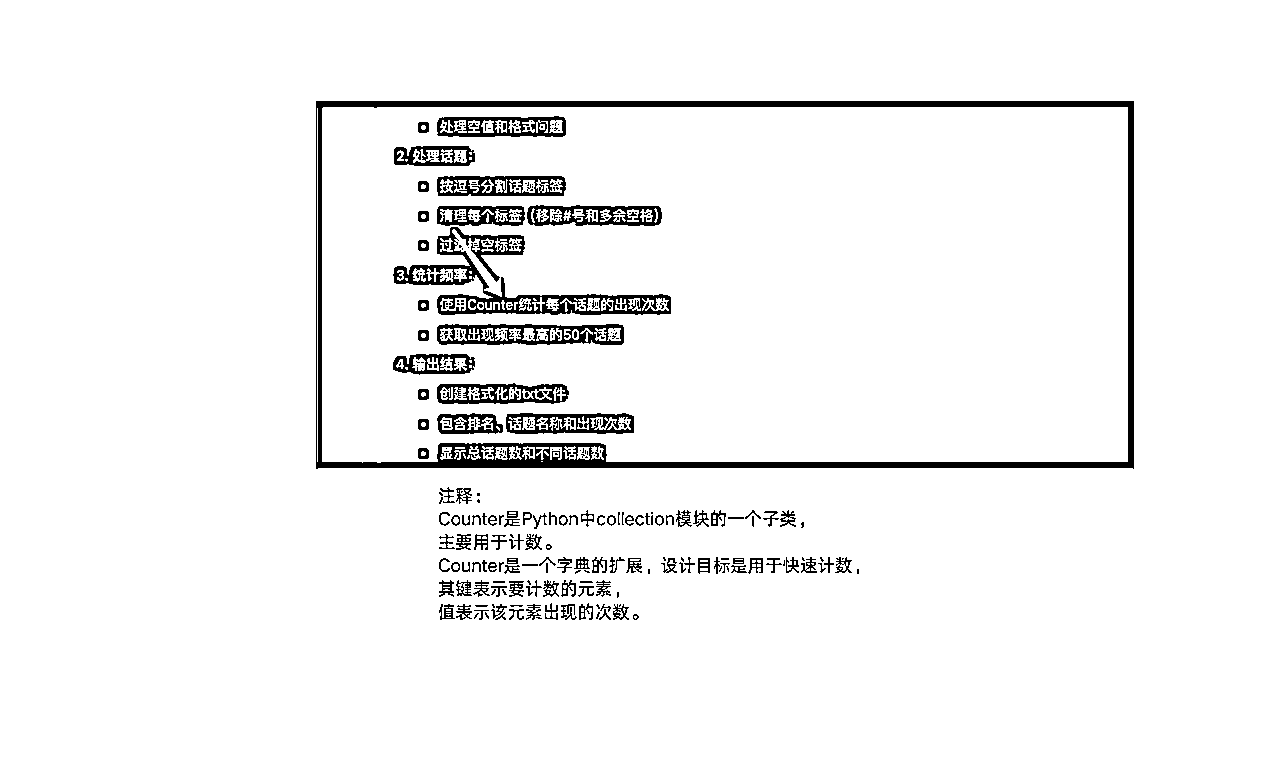 处理空值和格式问题
2. 处理话题:
按逗号分割话题标签
清理每个标签（移除#号和多余空格）
过滤掉空标签
3. 统计频率:
使用Counter统计每个话题的出现次数
获取出现频率最高的50个话题
4. 输出结果:
创建格式化的txt文件
包含排名、话题名称和出现次数
显示总话题数和不同话题数
注释：
Counter是Python中collection模块的一个子类，
主要用于计数。
Counter是一个字典的扩展，设计目标是用于快速计数，
其键表示要计数的元素，
值表示该元素出现的次数。